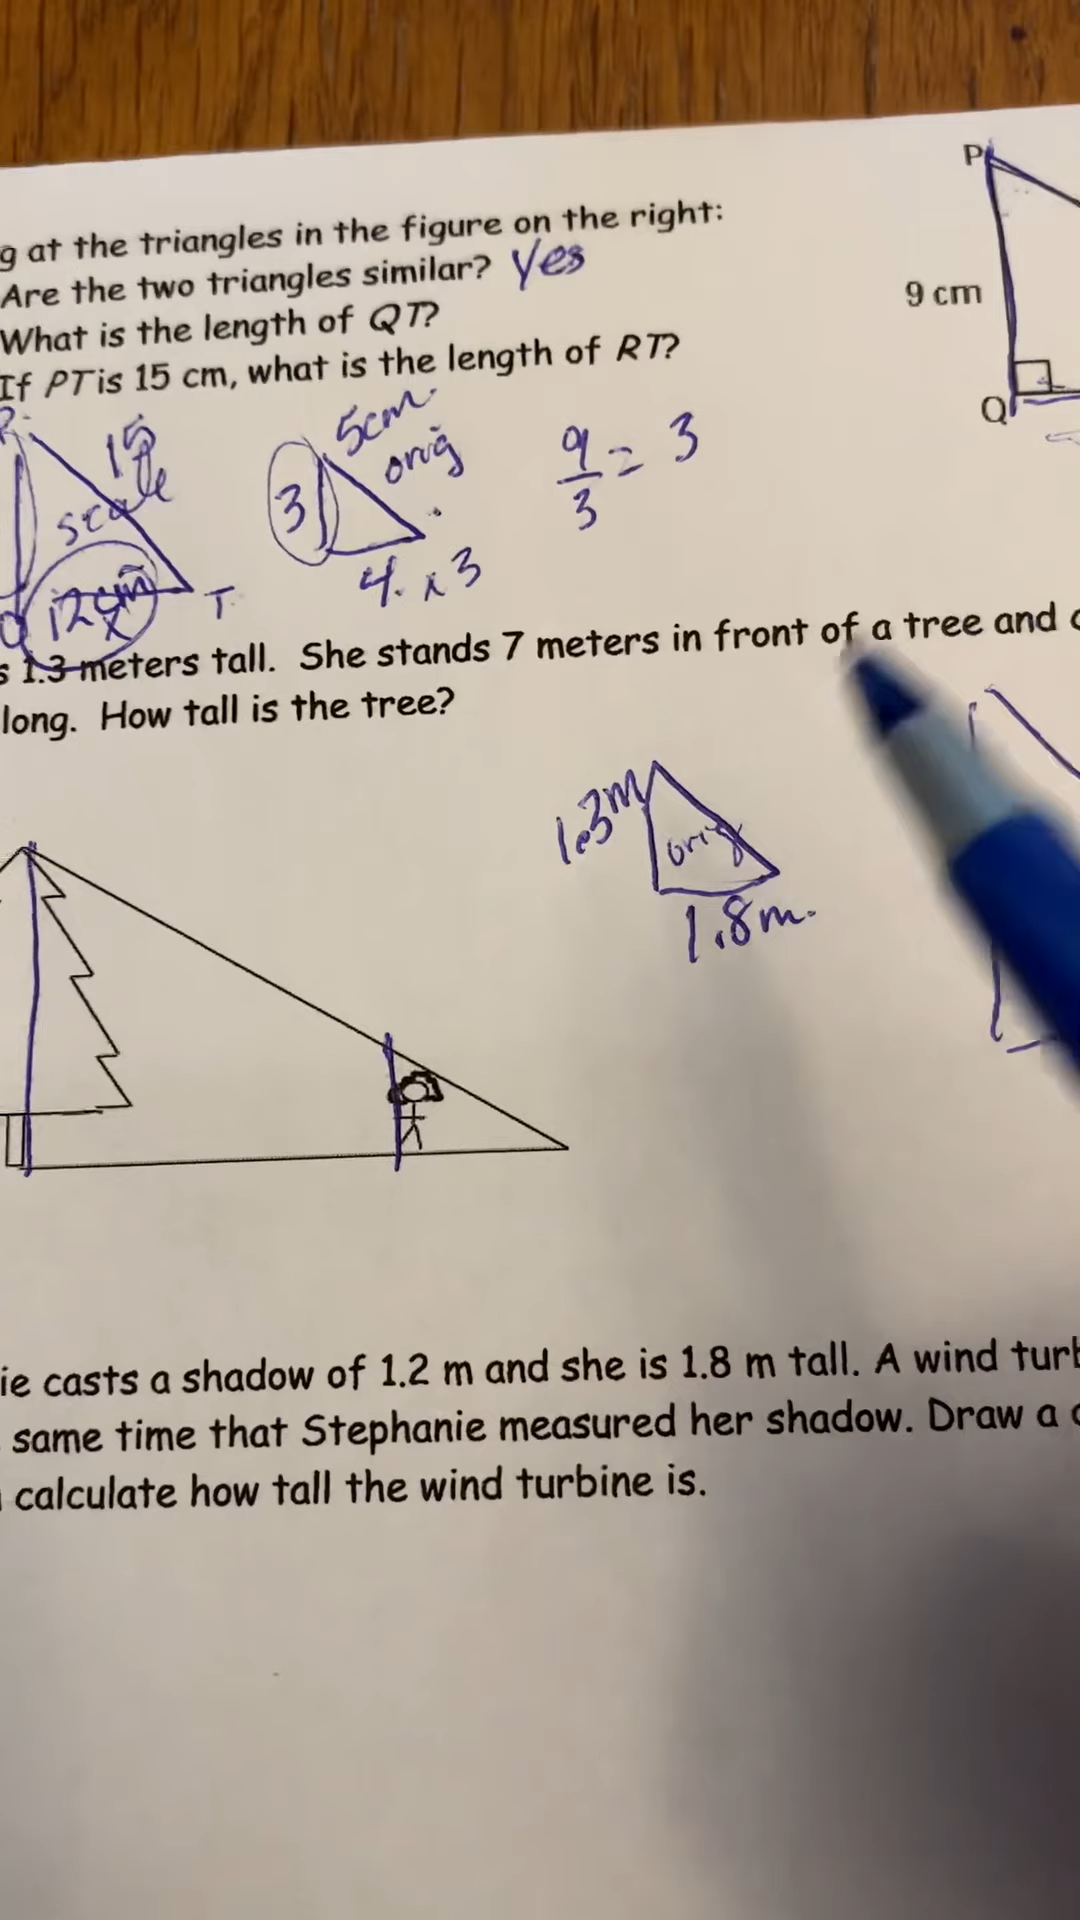 P
g at the triangles in the figure on the right:
Are the two triangles similar? Yes
What is the length of QT?
9 cm
If PT is 15 cm, what is the length of RT?
Q
15
scale
12cm
x
T.
3
5cm.
orig
4. x 3
9/3 = 3
s 1.3 meters tall. She stands 7 meters in front of a tree and
long. How tall is the tree?
1.3m
orig
1.8m.
ie casts a shadow of 1.2 m and she is 1.8 m tall. A wind turb
same time that Stephanie measured her shadow. Draw a
calculate how tall the wind turbine is.